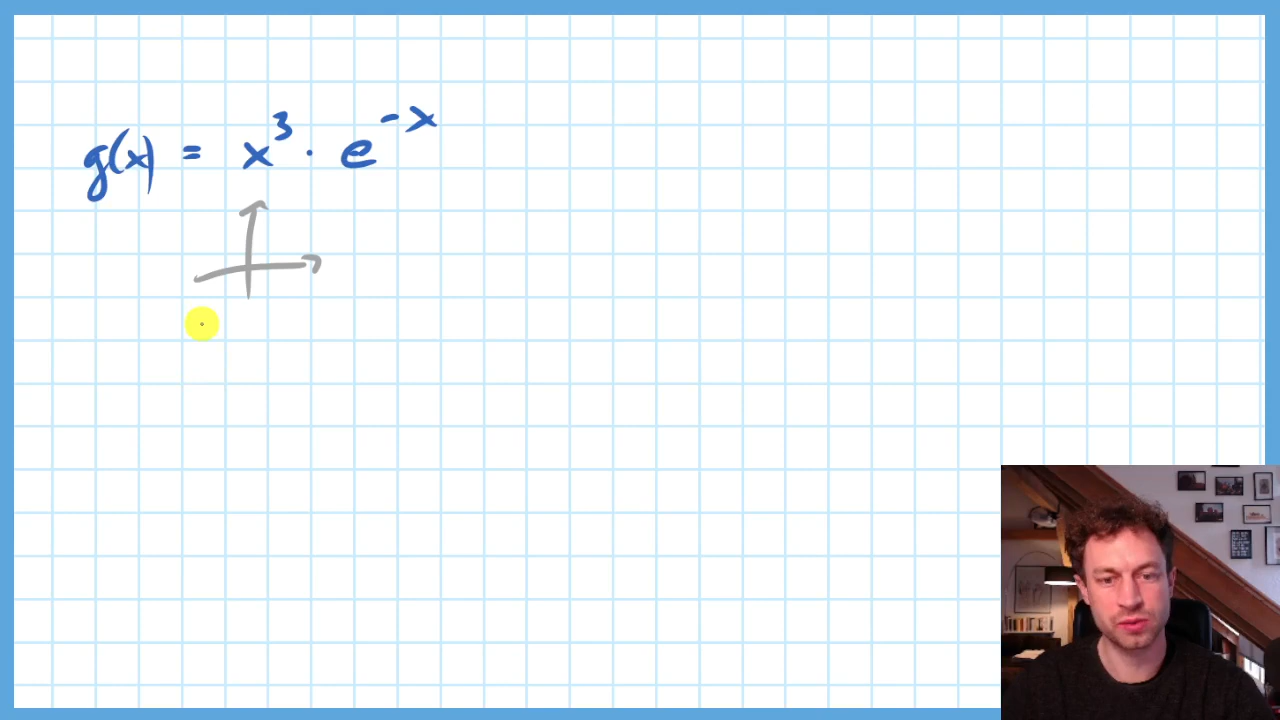 g(x) = x³ · e⁻ˣ